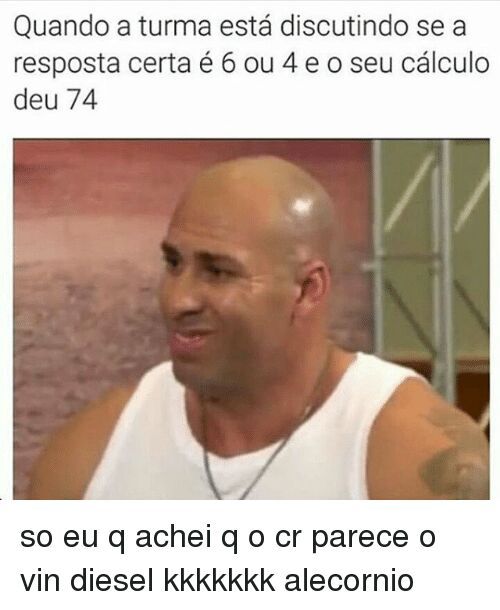 Quando a turma está discutindo se a
resposta certa é 6 ou 4 e o seu cálculo
deu 74
so eu q achei q o cr parece o
vin diesel kkkkkkk alecornio